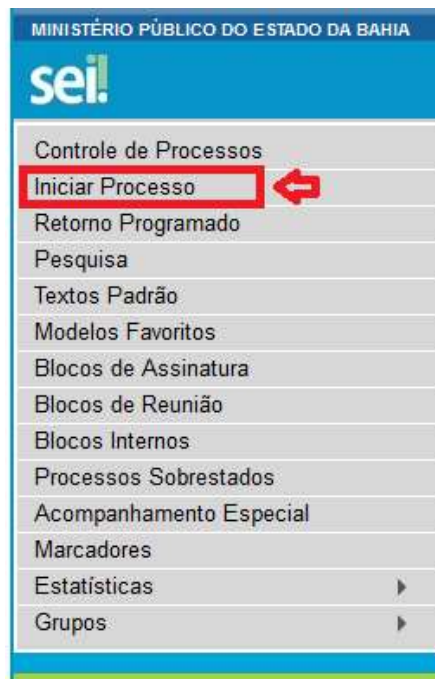 MINISTÉRIO PÚBLICO DO ESTADO DA BAHIA
sei!
Controle de Processos
Iniciar Processo
Retorno Programado
Pesquisa
Textos Padrão
Modelos Favoritos
Blocos de Assinatura
Blocos de Reunião
Blocos Internos
Processos Sobrestados
Acompanhamento Especial
Marcadores
Estatísticas
Grupos